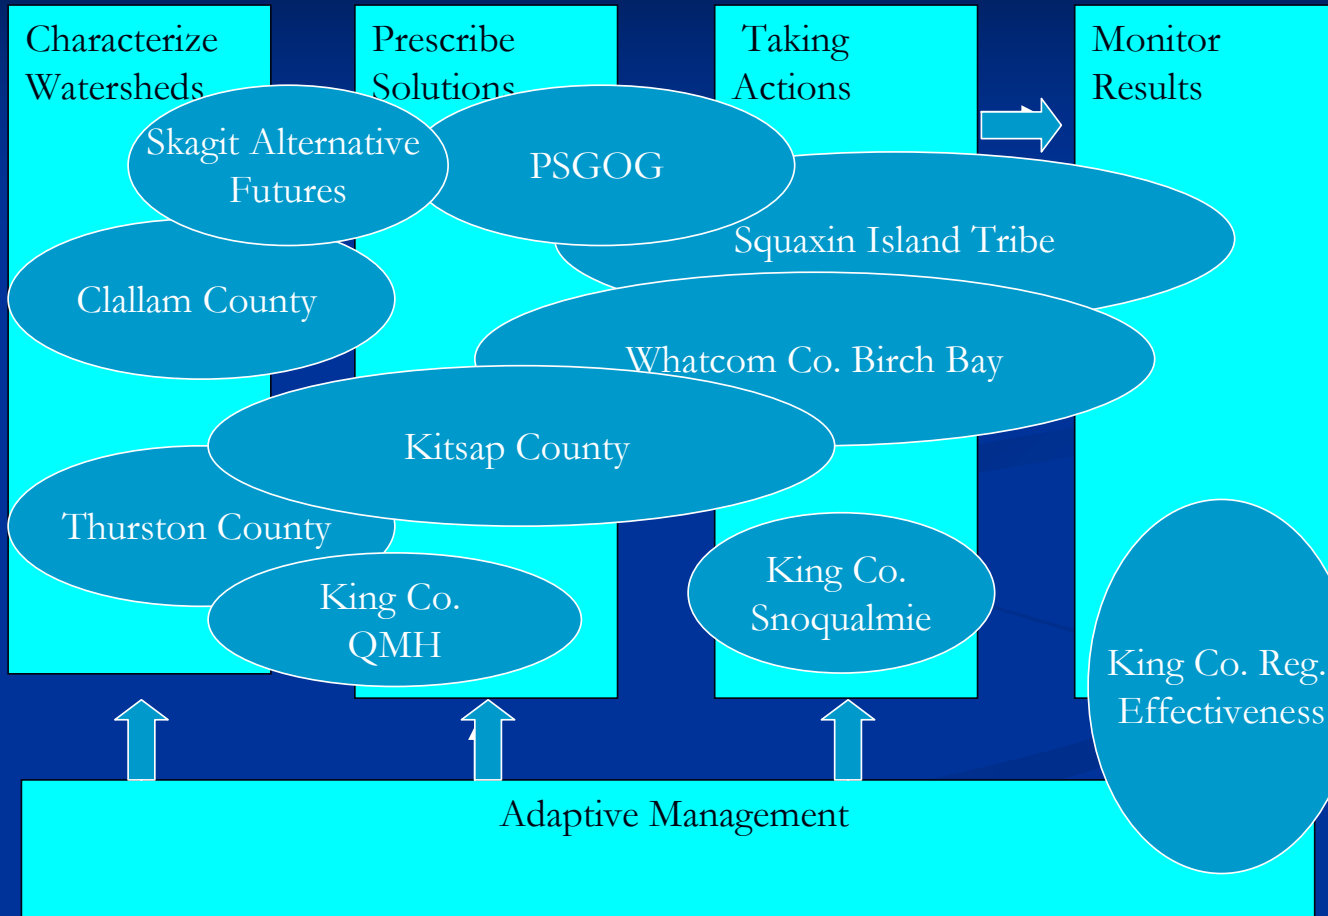 Characterize
Watersheds
Prescribe
Solutions
Taking
Actions
Monitor
Results
Skagit Alternative
Futures
PSGOG
Squaxin Island Tribe
Clallam County
Whatcom Co. Birch Bay
Kitsap County
Thurston County
King Co.
QMH
King Co.
Snoqualmie
King Co. Reg.
Effectiveness
Adaptive Management